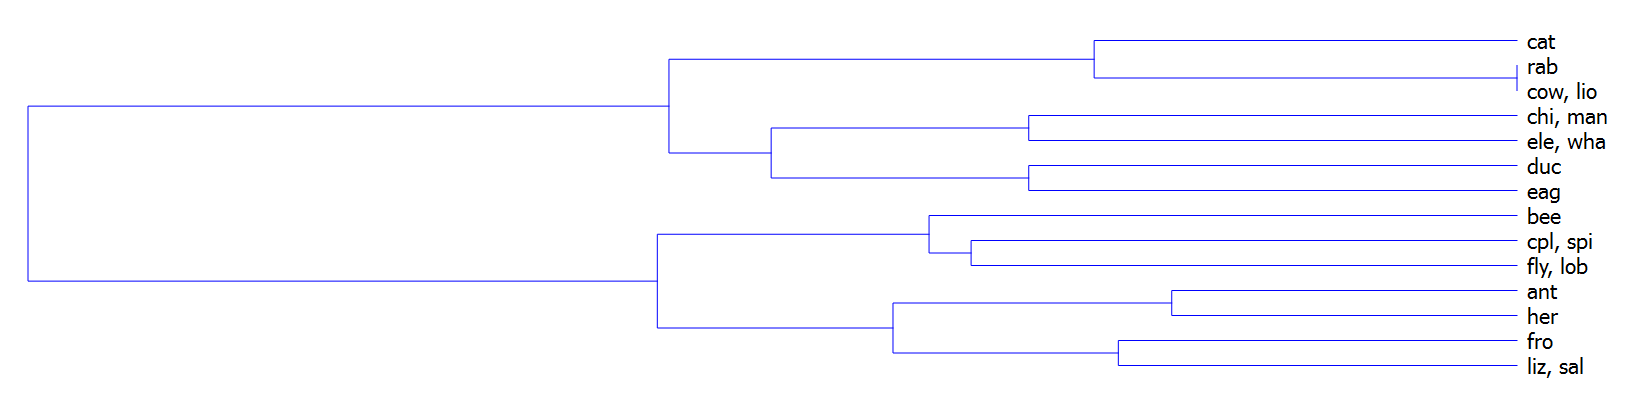 cat
rab
cow, lio
chi, man
ele, wha
duc
eag
bee
cpl, spi
fly, lob
ant
her
fro
liz, sal